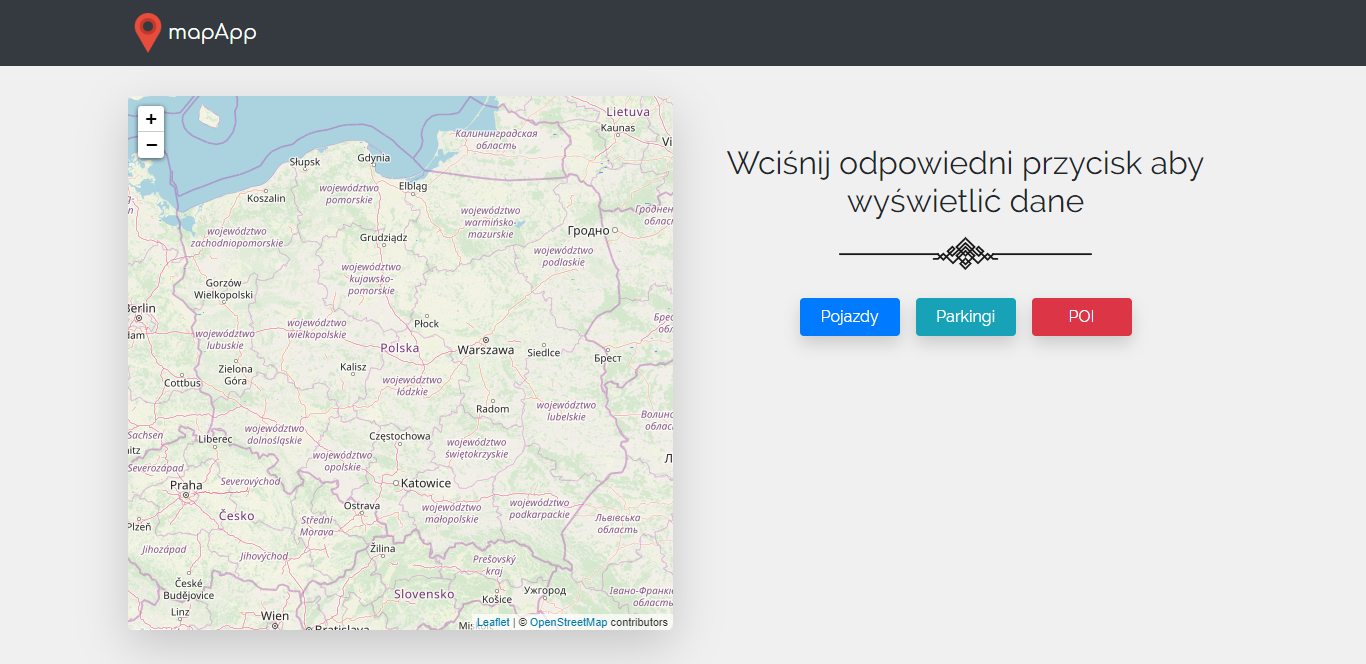 mapApp
+
−
Lietuva
Kaunas
Калининградская
область
Słupsk
Gdynia
Elbląg
Koszalin
województwo
pomorskie
województwo
warmińsko-
mazurskie
województwo
zachodniopomorskie
Grudziądz
Гродно
województwo
podlaskie
województwo
kujawsko-
pomorskie
Gorzów
Wielkopolski
Berlin
Płock
województwo
wielkopolskie
województwo
lubuskie
Polska
Warszawa
Siedlce
Брест
Cottbus
Zielona
Góra
Kalisz
województwo
łódzkie
Radom
województwo
lubelskie
Sachsen
Liberec
województwo
dolnośląskie
Częstochowa
województwo
świętokrzyskie
województwo
opolskie
Severozápad
Severovýchod
Praha
Katowice
Ostrava
województwo
małopolskie
województwo
podkarpackie
Česko
Střední
Morava
Львівська
область
Plzeň
Jihozápad
Jihovýchod
Žilina
Prešovský
kraj
České
Budějovice
Slovensko
Košice
Ужгород
Linz
Wien
Bratislava
Leaflet | © OpenStreetMap contributors
Wciśnij odpowiedni przycisk aby
wyświetlić dane
Pojazdy
Parkingi
POI